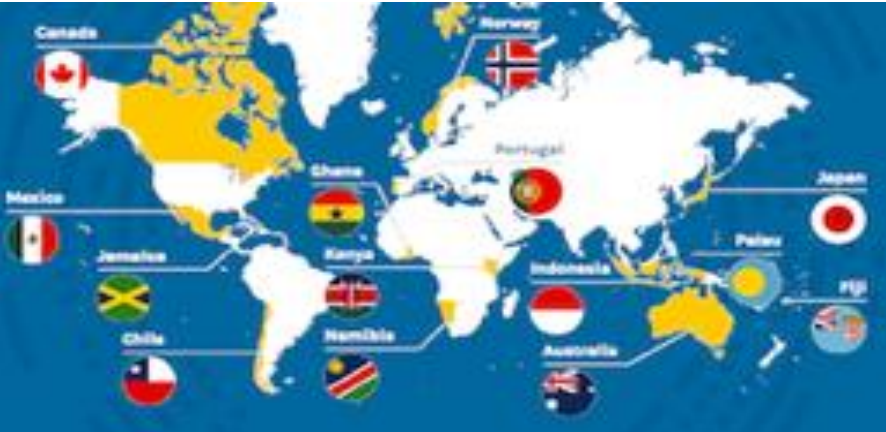 Canada
Norway
Portugal
Ghana
Japan
Mexico
Palau
Jamaica
Kenya
Indonesia
Fiji
Chile
Namibia
Australia